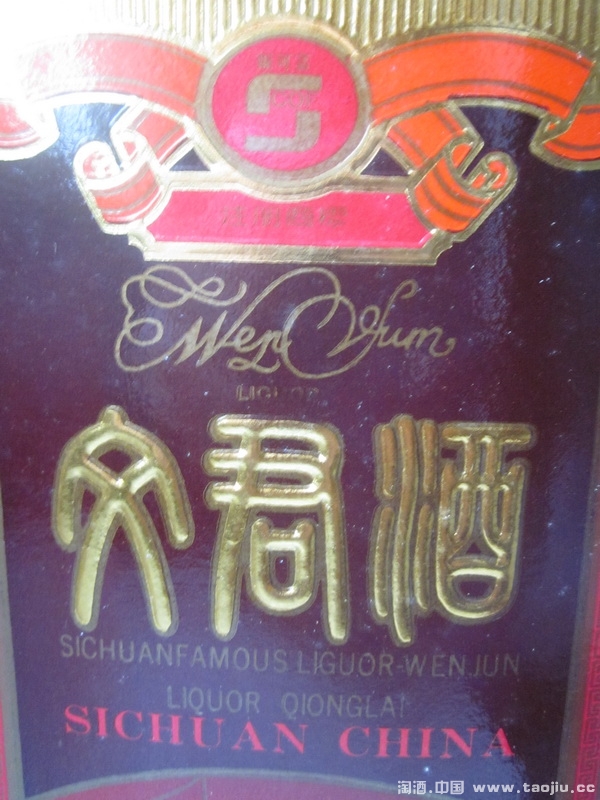 Wen Jum
LIQUOR
文君酒
SICHUANFAMOUS LIGUOR-WENJUN
LIQUOR QIONGLAI
SICHUAN CHINA
淘酒.中国 www.taojiu.cc